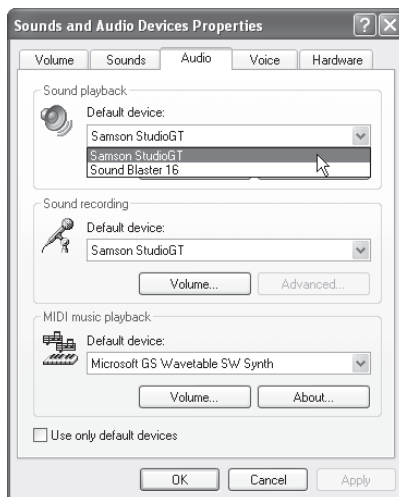 Sounds and Audio Devices Properties
Volume Sounds Audio Voice Hardware
Sound playback
Default device:
Samson StudioGT
Samson StudioGT
Sound Blaster 16
Sound recording
Default device:
Samson StudioGT
Volume... Advanced...
MIDI music playback
Default device:
Microsoft GS Wavetable SW Synth
Volume... About...
Use only default devices
OK Cancel Apply